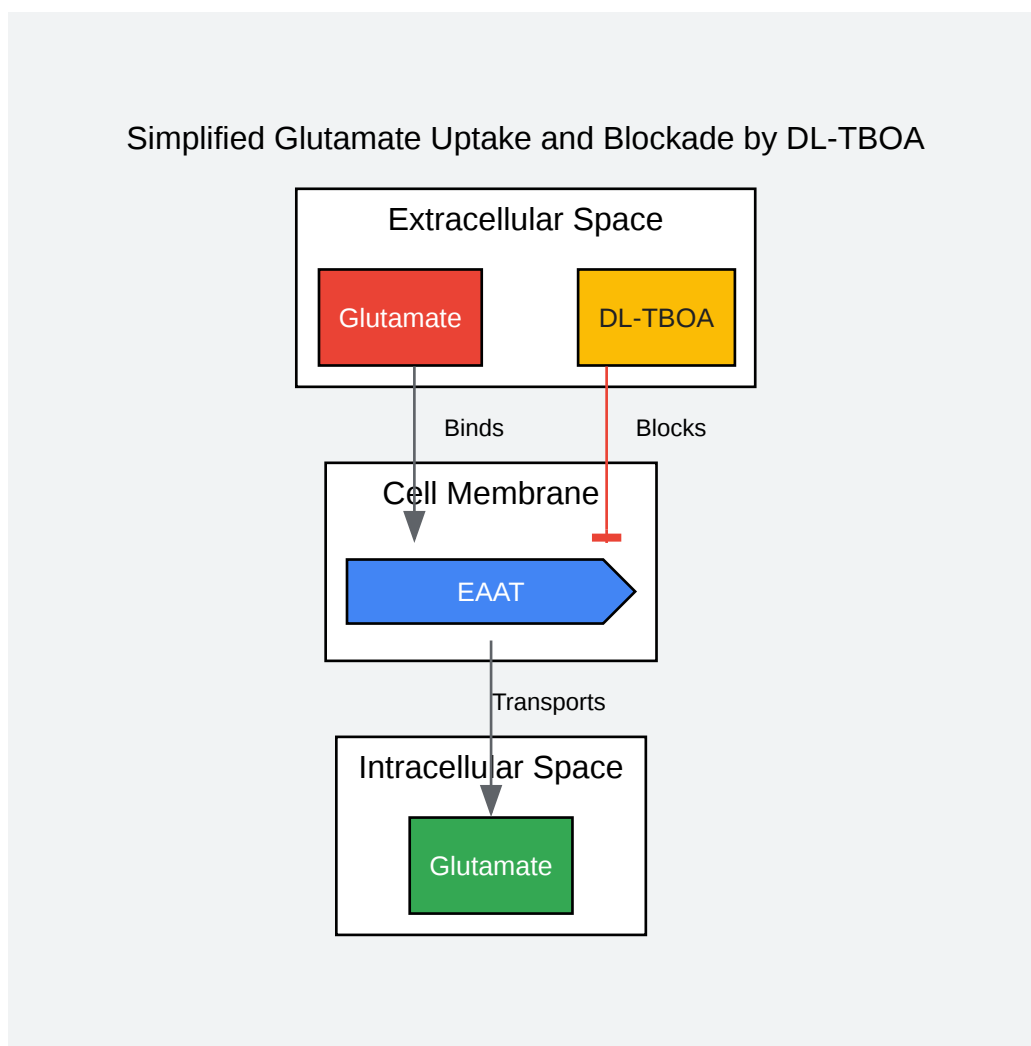 Simplified Glutamate Uptake and Blockade by DL-TBOA
Extracellular Space
Glutamate
DL-TBOA
Binds
Blocks
Cell Membrane
EAAT
Transports
Intracellular Space
Glutamate